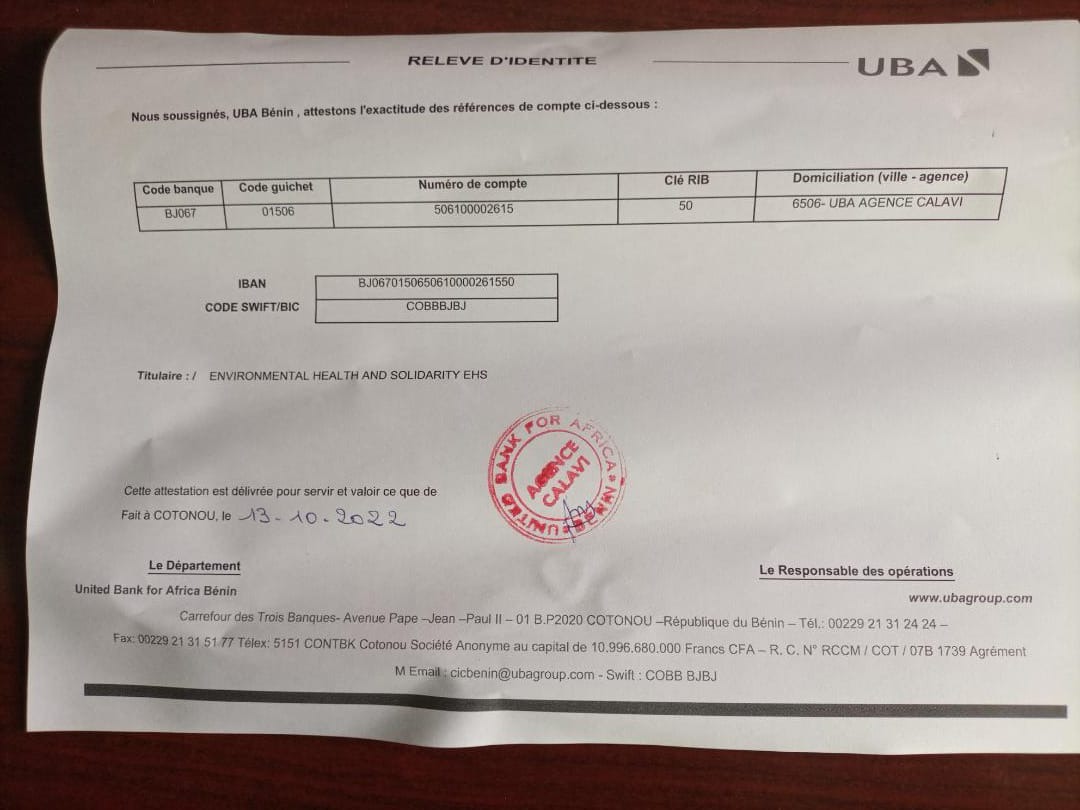 RELEVE D'IDENTITE
UBA
Nous soussignés, UBA Bénin , attestons l'exactitude des références de compte ci-dessous :
Code banque Code guichet Numéro de compte Clé RIB Domiciliation (ville - agence)
BJ067 01506 506100002615 50 6506- UBA AGENCE CALAVI
IBAN BJ0670150650610000261550
CODE SWIFT/BIC COBBBJBJ
Titulaire : / ENVIRONMENTAL HEALTH AND SOLIDARITY EHS
UNITED BANK FOR AFRICA
AGENCE
CALAVI
Cette attestation est délivrée pour servir et valoir ce que de
Fait à COTONOU, le 13-10-2022
Le Département
Le Responsable des opérations
United Bank for Africa Bénin
www.ubagroup.com
Carrefour des Trois Banques- Avenue Pape –Jean –Paul II – 01 B.P2020 COTONOU –République du Bénin – Tél.: 00229 21 31 24 24 –
Fax: 00229 21 31 51 77 Télex: 5151 CONTBK Cotonou Société Anonyme au capital de 10.996.680.000 Francs CFA – R. C. N° RCCM / COT / 07B 1739 Agrément
M Email : cicbenin@ubagroup.com - Swift : COBB BJBJ